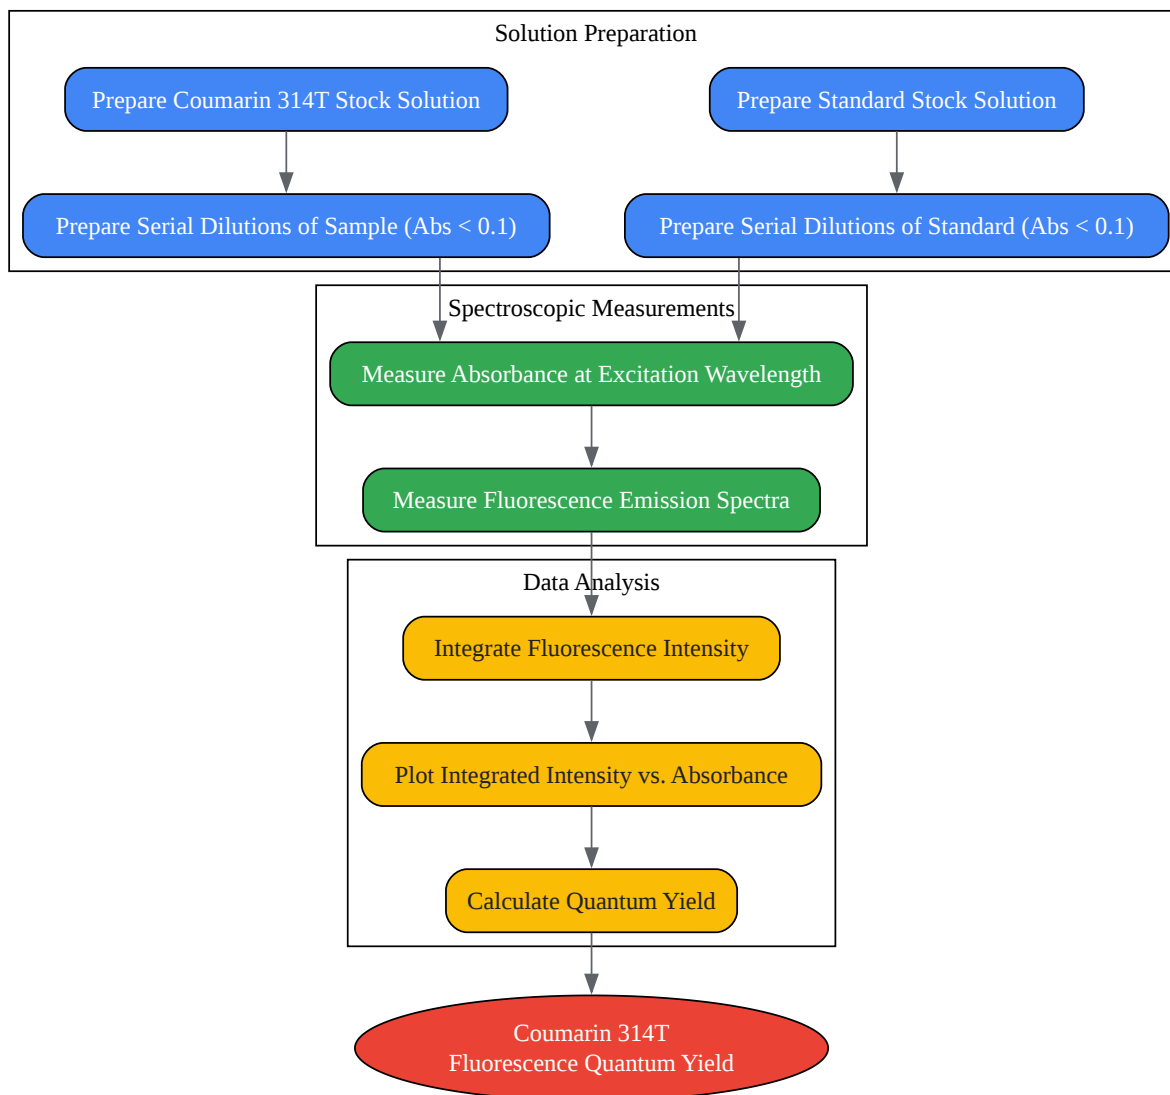 Solution Preparation
Prepare Coumarin 314T Stock Solution
Prepare Standard Stock Solution
Prepare Serial Dilutions of Sample (Abs < 0.1)
Prepare Serial Dilutions of Standard (Abs < 0.1)
Spectroscopic Measurements
Measure Absorbance at Excitation Wavelength
Measure Fluorescence Emission Spectra
Data Analysis
Integrate Fluorescence Intensity
Plot Integrated Intensity vs. Absorbance
Calculate Quantum Yield
Coumarin 314T
Fluorescence Quantum Yield